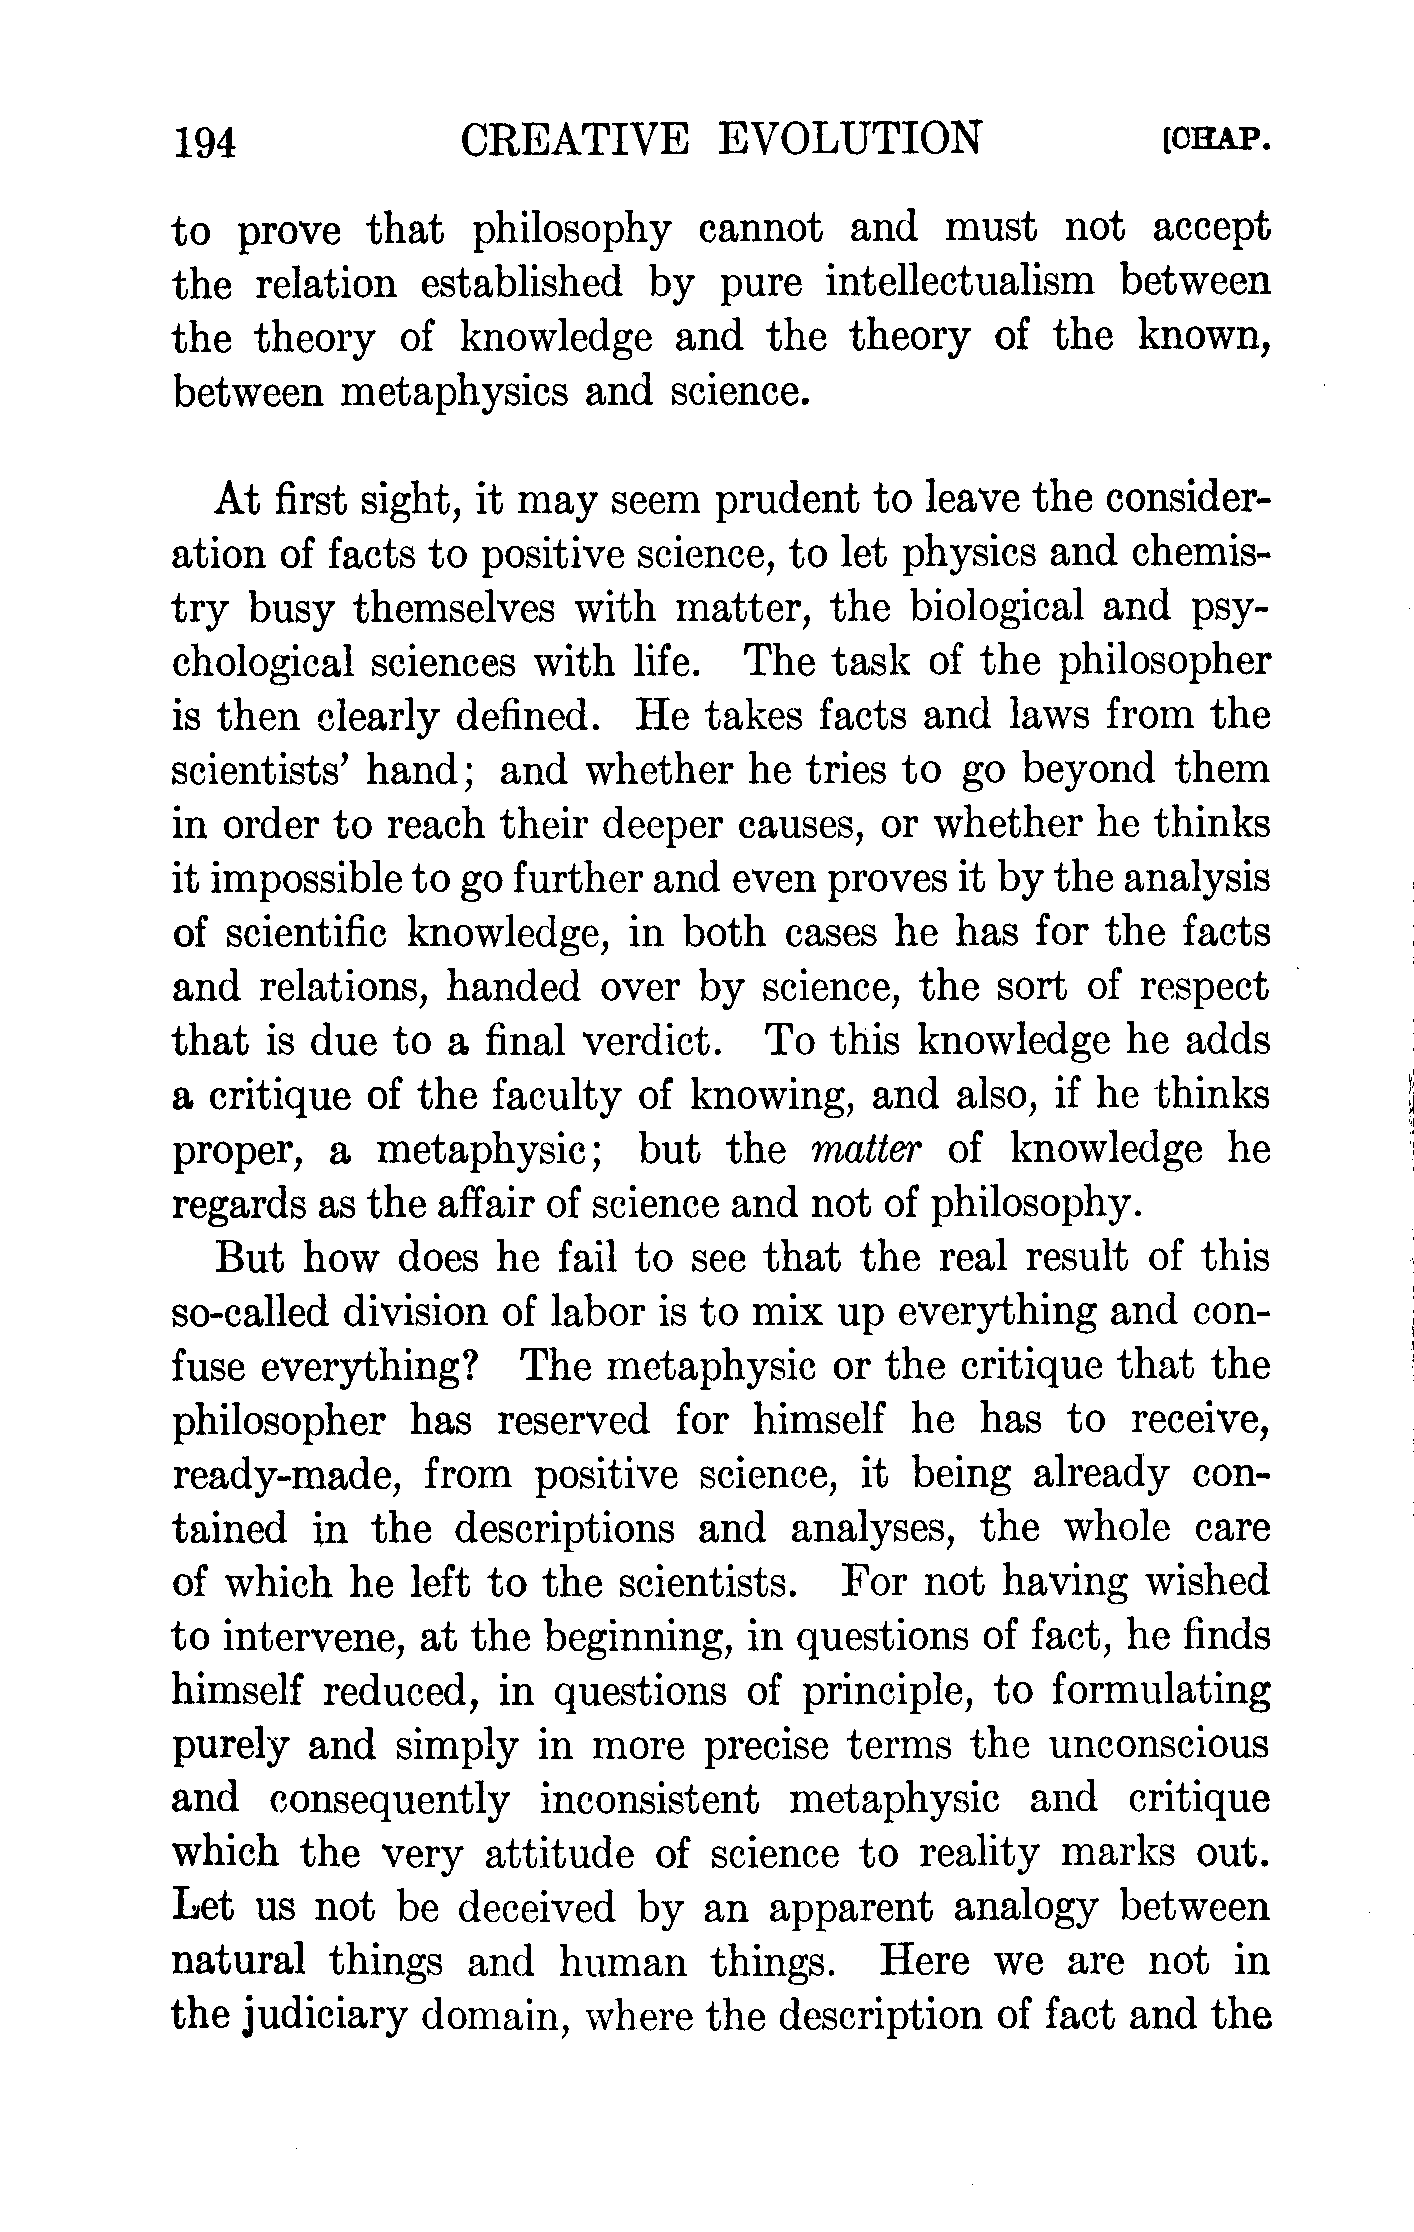 194 CREATIVE EVOLUTION [CHAP.
to prove that philosophy cannot and must not accept
the relation established by pure intellectualism between
the theory of knowledge and the theory of the known,
between metaphysics and science.
At first sight, it may seem prudent to leave the consider-
ation of facts to positive science, to let physics and chemis-
try busy themselves with matter, the biological and psy-
chological sciences with life. The task of the philosopher
is then clearly defined. He takes facts and laws from the
scientists' hand; and whether he tries to go beyond them
in order to reach their deeper causes, or whether he thinks
it impossible to go further and even proves it by the analysis
of scientific knowledge, in both cases he has for the facts
and relations, handed over by science, the sort of respect
that is due to a final verdict. To this knowledge he adds
a critique of the faculty of knowing, and also, if he thinks
proper, a metaphysic; but the matter of knowledge he
regards as the affair of science and not of philosophy.
But how does he fail to see that the real result of this
so-called division of labor is to mix up everything and con-
fuse everything? The metaphysic or the critique that the
philosopher has reserved for himself he has to receive,
ready-made, from positive science, it being already con-
tained in the descriptions and analyses, the whole care
of which he left to the scientists. For not having wished
to intervene, at the beginning, in questions of fact, he finds
himself reduced, in questions of principle, to formulating
purely and simply in more precise terms the unconscious
and consequently inconsistent metaphysic and critique
which the very attitude of science to reality marks out.
Let us not be deceived by an apparent analogy between
natural things and human things. Here we are not in
the judiciary domain, where the description of fact and the